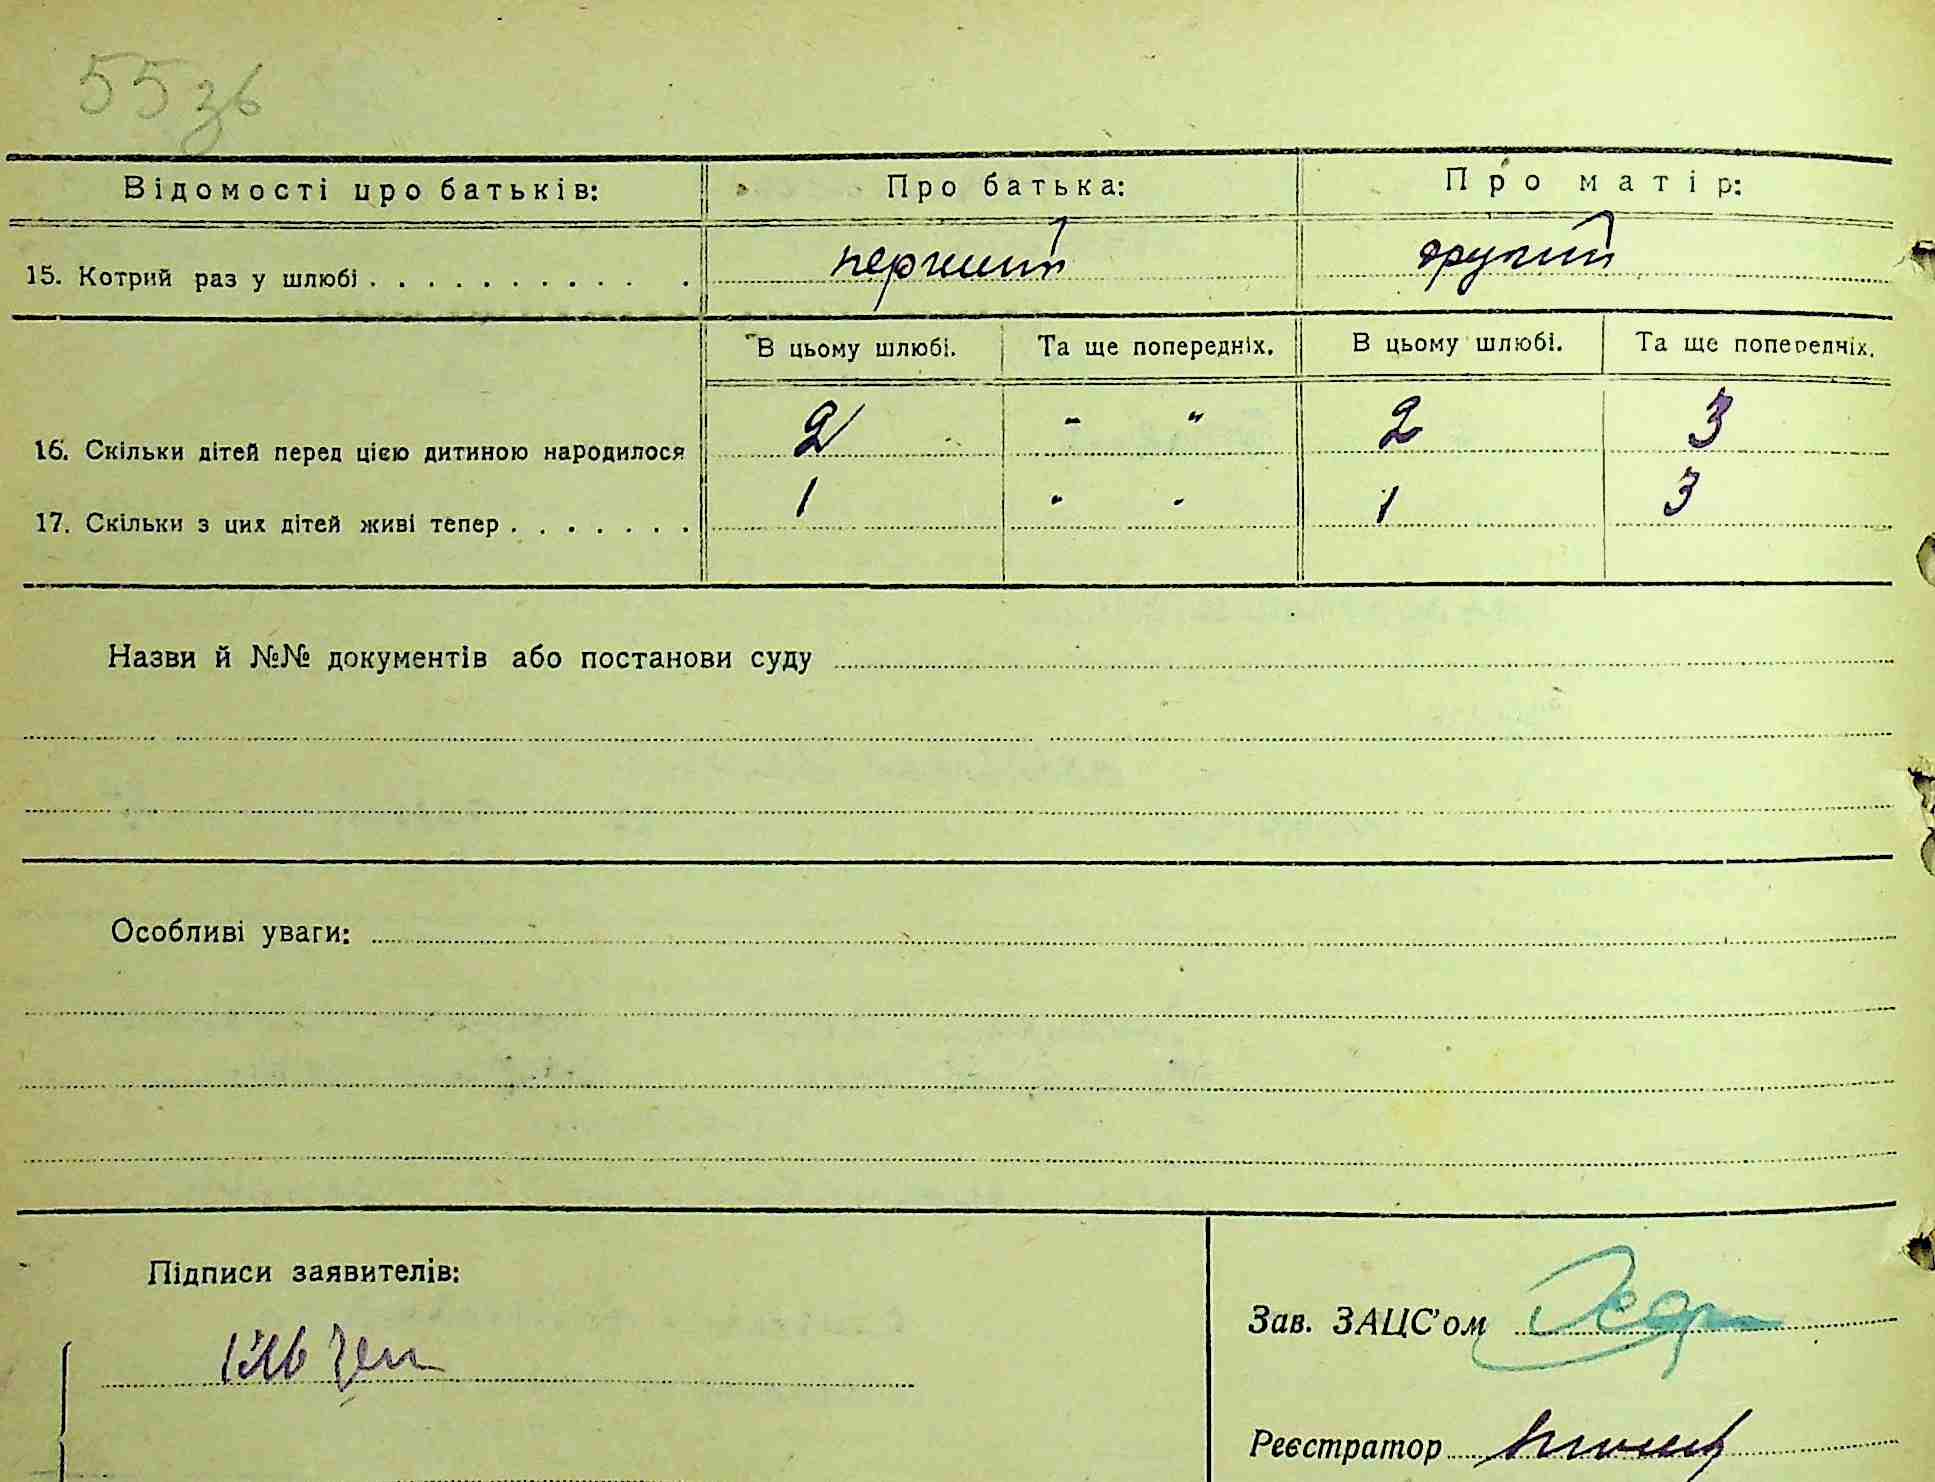 55 зв
Відомості про батьків: Про батька: Про матір:
15. Котрий раз у шлюбі . . . . . . . . . . . . перший другий
В цьому шлюбі. Та ще попередніх. В цьому шлюбі. Та ще попередніх.
16. Скільки дітей перед цією дитиною народилося 2 - " 2 3
17. Скільки з цих дітей живі тепер . . . . . . . 1 - - 1 3
Назви й №№ документів або постанови суду
Особливі уваги:
Підписи заявителів:
Зав. ЗАЦС'ом
Реєстратор